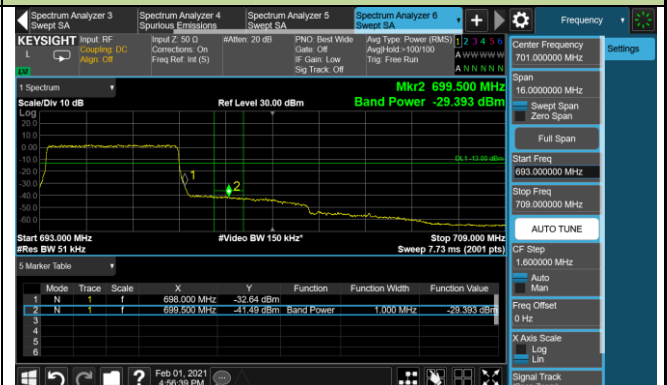 Spectrum Analyzer 3
Swept SA
Spectrum Analyzer 4
Spurious Emissions
Spectrum Analyzer 5
Swept SA
Spectrum Analyzer 6
Swept SA
Frequency
KEYSIGHT
L
Input: RF
Coupling: DC
Align: Off
Input Z: 50 Ω
Corrections: On
Freq Ref: Int (S)
#Atten: 20 dB
PNO: Best Wide
Gate: Off
IF Gain: Low
Sig Track: Off
Avg Type: Power (RMS)
Avg|Hold:>100/100
Trig: Free Run
1 2 3 4 5 6
A W W W W W
A N N N N N
LW
1 Spectrum
Scale/Div 10 dB
Log
Ref Level 30.00 dBm
Mkr2 699.500 MHz
Band Power -29.393 dBm
20.0
10.0
0.00
-10.0
-20.0
-30.0
-40.0
-50.0
-60.0
DL1 -13.00 dBm
1
2
Start 693.000 MHz
#Res BW 51 kHz
#Video BW 150 kHz*
Stop 709.000 MHz
Sweep 7.73 ms (2001 pts)
5 Marker Table
Mode Trace Scale X Y Function Function Width Function Value
1 N 1 f 698.000 MHz -32.64 dBm
2 N 1 f 699.500 MHz -41.49 dBm Band Power 1.000 MHz -29.393 dBm
3
4
5
6
Feb 01, 2021
4:56:39 PM
Settings
Center Frequency
701.000000 MHz
Span
16.0000000 MHz
Swept Span
Zero Span
Full Span
Start Freq
693.000000 MHz
Stop Freq
709.000000 MHz
AUTO TUNE
CF Step
1.600000 MHz
Auto
Man
Freq Offset
0 Hz
X Axis Scale
Log
Lin
Signal Track